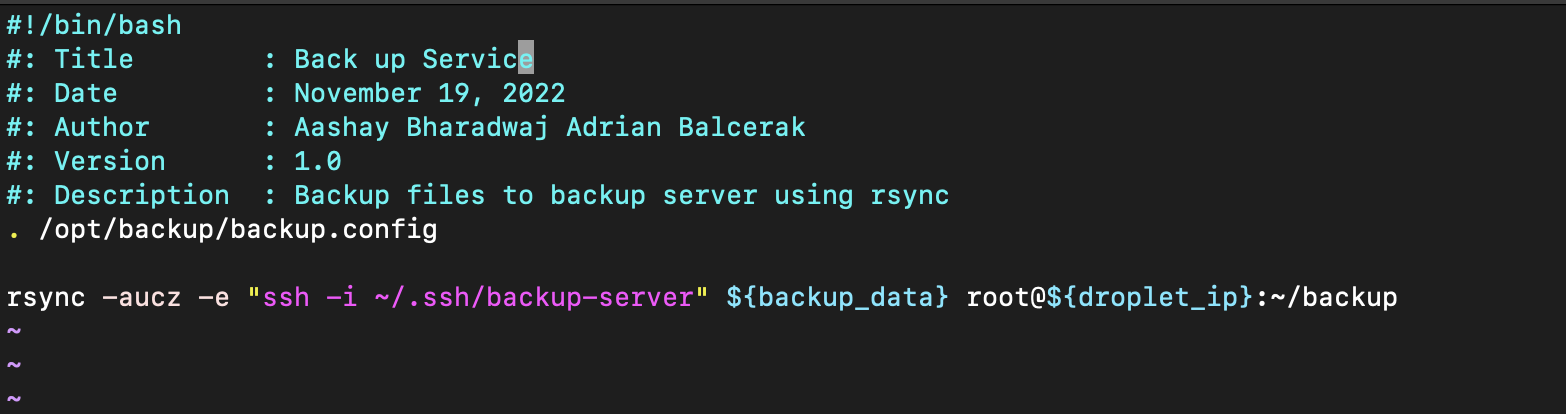 #!/bin/bash
#: Title        : Back up Service
#: Date         : November 19, 2022
#: Author       : Aashay Bharadwaj Adrian Balcerak
#: Version      : 1.0
#: Description  : Backup files to backup server using rsync
. /opt/backup/backup.config

rsync -aucz -e "ssh -i ~/.ssh/backup-server" ${backup_data} root@${droplet_ip}:~/backup
~
~
~